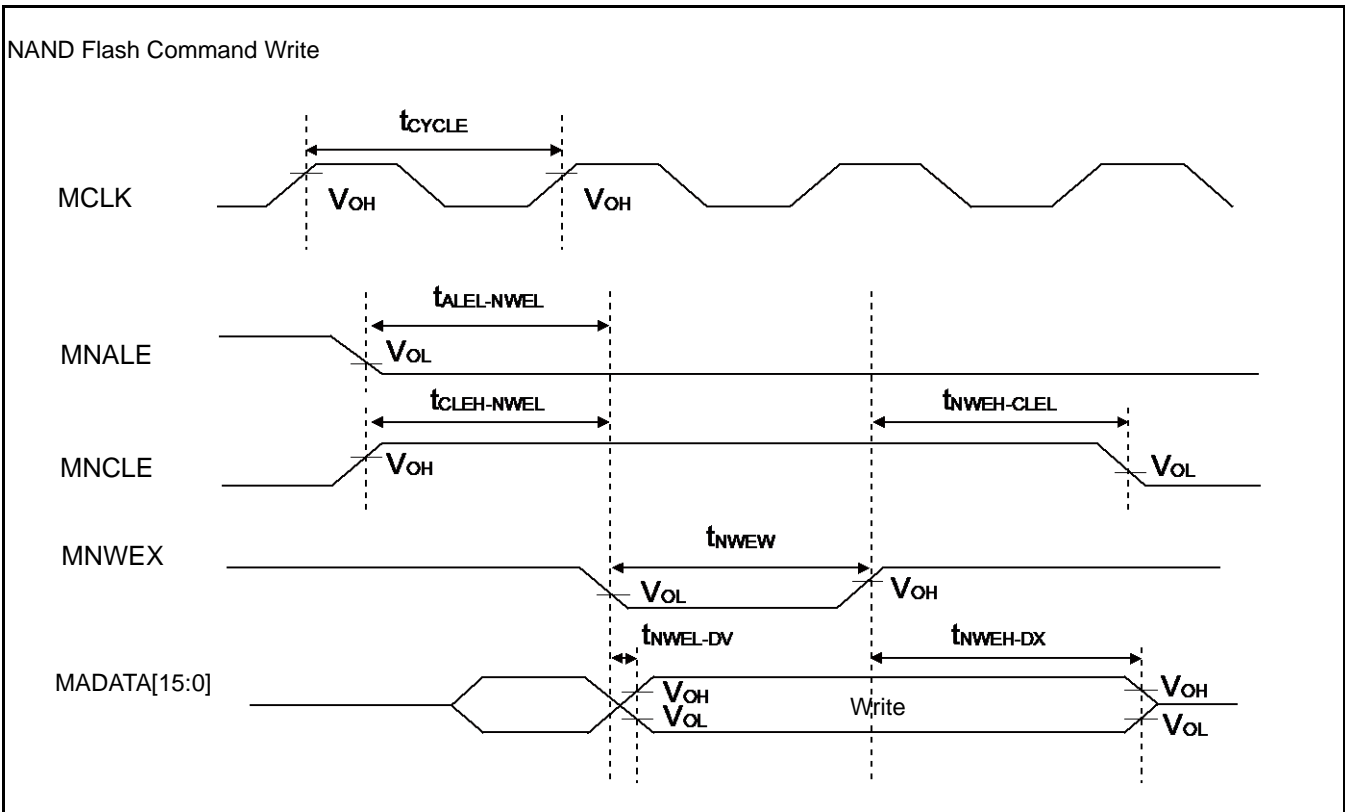 NAND Flash Command Write
tCYCLE
MCLK
VOH
VOH
tALEL-NWEL
MNALE
VOL
tCLEH-NWEL
tNWEH-CLEL
MNCLE
VOH
VOL
MNWEX
tNWEW
VOL
VOH
tNWEL-DV
tNWEH-DX
MADATA[15:0]
VOH
VOL
Write
VOH
VOL